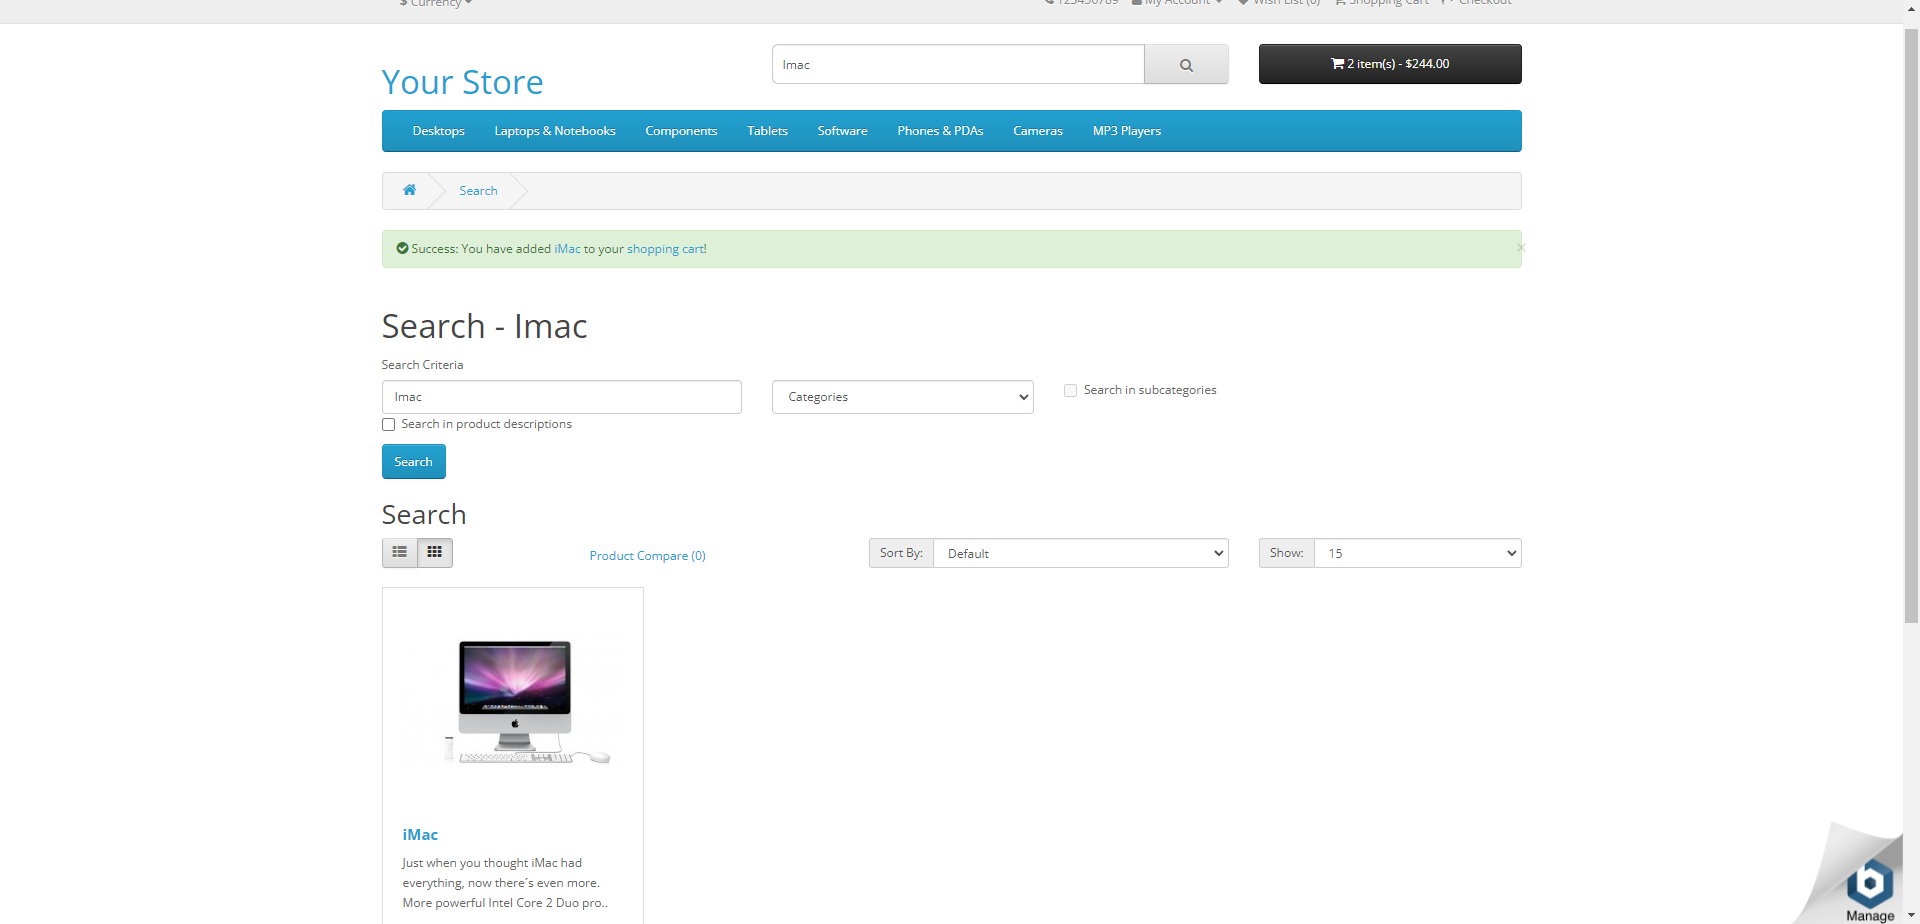 $ Currency
123456789 My Account Wish List (0) Shopping Cart Checkout
Your Store
Imac
2 item(s) - $244.00
Desktops Laptops & Notebooks Components Tablets Software Phones & PDAs Cameras MP3 Players
Search
Success: You have added iMac to your shopping cart!
×
Search - Imac
Search Criteria
Imac
Categories
Search in subcategories
Search in product descriptions
Search
Search
Product Compare (0)
Sort By: Default
Show: 15
iMac
Just when you thought iMac had
everything, now there´s even more.
More powerful Intel Core 2 Duo pro..
b
Manage